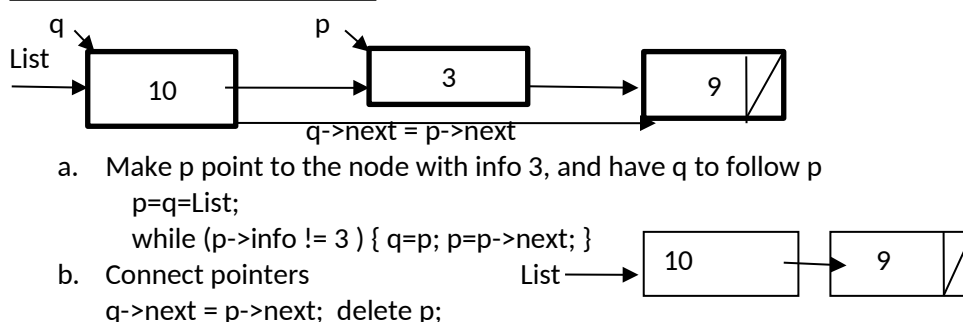 q
p
List
10
3
9
q->next = p->next
a. Make p point to the node with info 3, and have q to follow p
p=q=List;
while (p->info != 3 ) { q=p; p=p->next; }
b. Connect pointers
List
10
9
q->next = p->next; delete p;